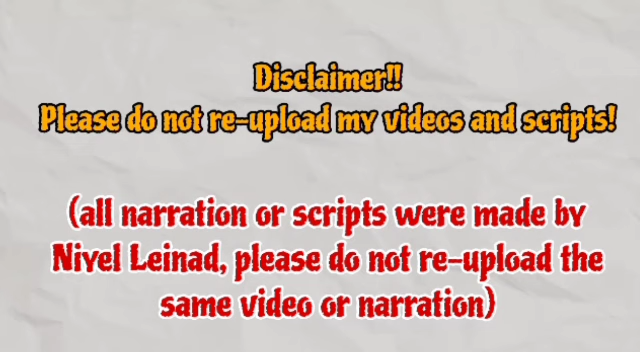 Disclaimer!!
Please do not re-upload my videos and scripts!
(all narration or scripts were made by
Nivel Leinad, please do not re-upload the
same video or narration)